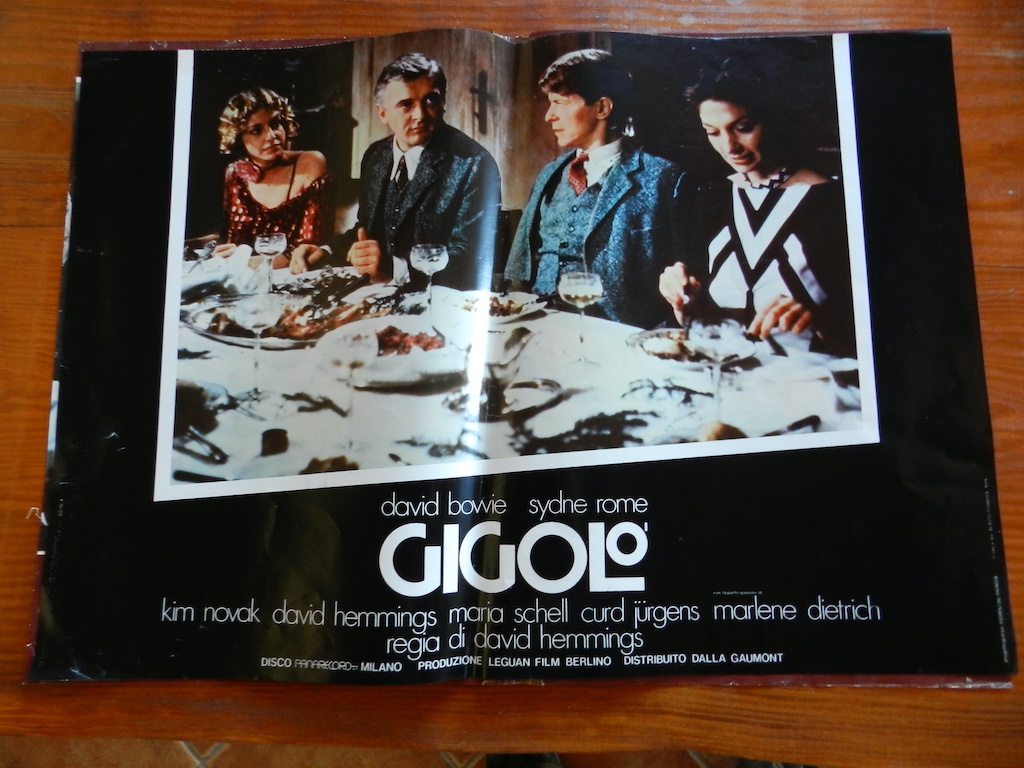 david bowie sydne rome
GIGOLO'
kim novak david hemmings maria schell curd jürgens marlene dietrich
regia di david hemmings
DISCO PANARECORD MILANO PRODUZIONE LEGUAN FILM BERLINO DISTRIBUITO DALLA GAUMONT